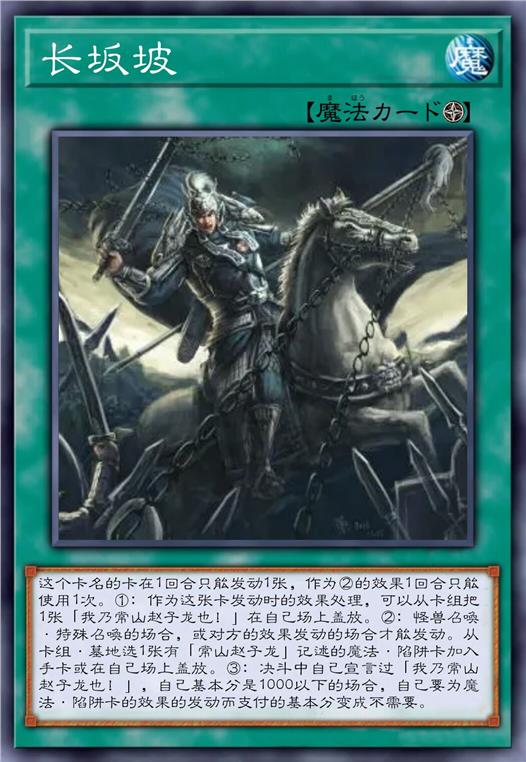 长坂坡
魔
まほう
【魔法カード】
这个卡名的卡在1回合只能发动1张，作为②的效果1回合只能
使用1次。①：作为这张卡发动时的效果处理，可以从卡组把
1张「我乃常山赵子龙也！」在自己场上盖放。②：怪兽召唤
·特殊召唤的场合，或对方的效果发动的场合才能发动。从
卡组·墓地选1张有「常山赵子龙」记述的魔法·陷阱卡加入
手卡或在自己场上盖放。③：决斗中自己宣言过「我乃常山
赵子龙也！」，自己基本分是1000以下的场合，自己要为魔
法·陷阱卡的效果的发动而支付的基本分变成不需要。